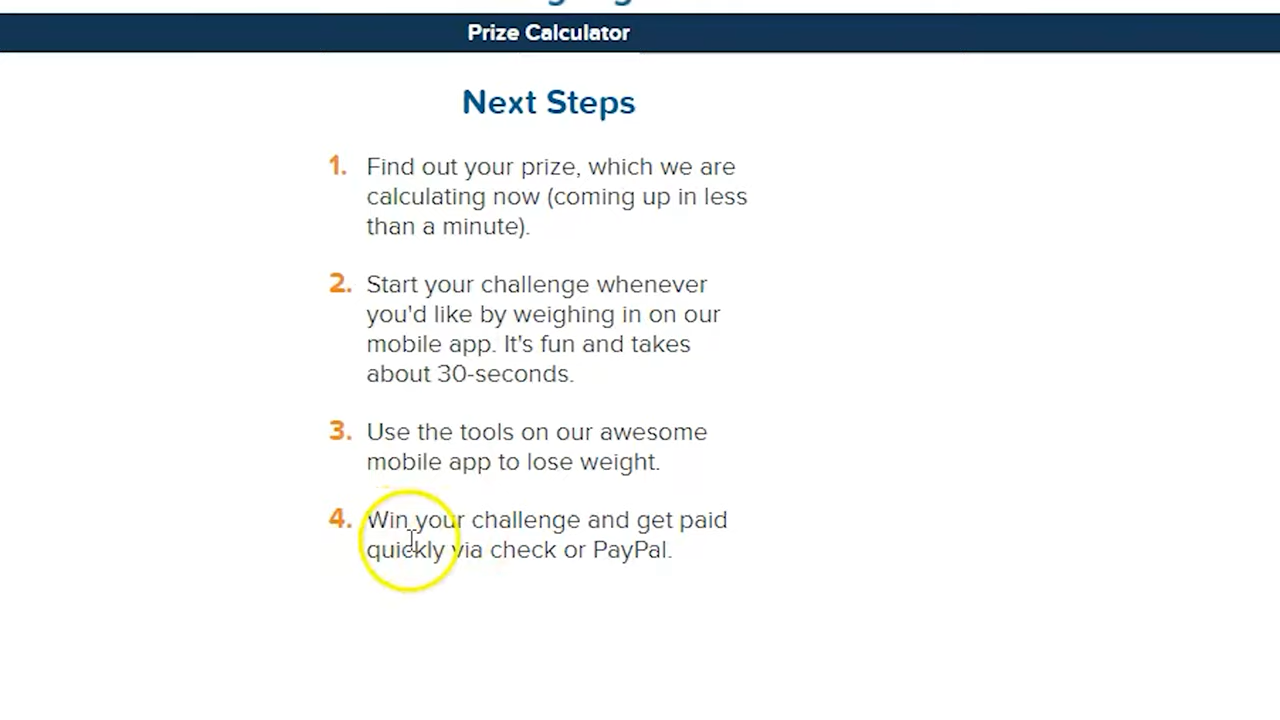 Prize Calculator
Next Steps
1. Find out your prize, which we are
calculating now (coming up in less
than a minute).
2. Start your challenge whenever
you'd like by weighing in on our
mobile app. It's fun and takes
about 30-seconds.
3. Use the tools on our awesome
mobile app to lose weight.
4. Win your challenge and get paid
quickly via check or PayPal.